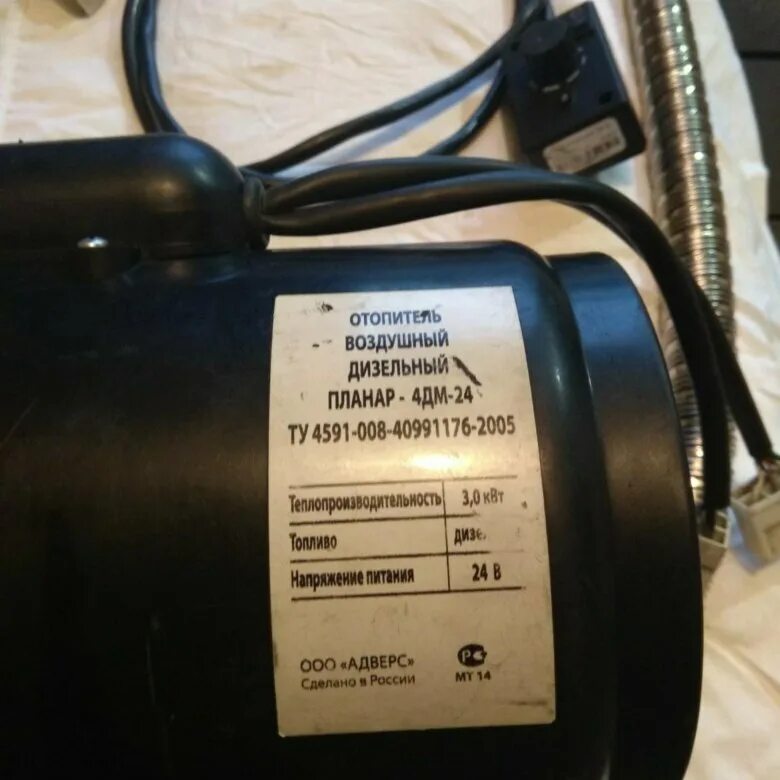 ОТОПИТЕЛЬ
ВОЗДУШНЫЙ
ДИЗЕЛЬНЫЙ
ПЛАНАР - 4ДМ-24
ТУ 4591-008-40991176-2005
Теплопроизводительность 3,0 кВт
Топливо дизе
Напряжение питания 24 В
ООО «АДВЕРС»
Сделано в России
МТ 14